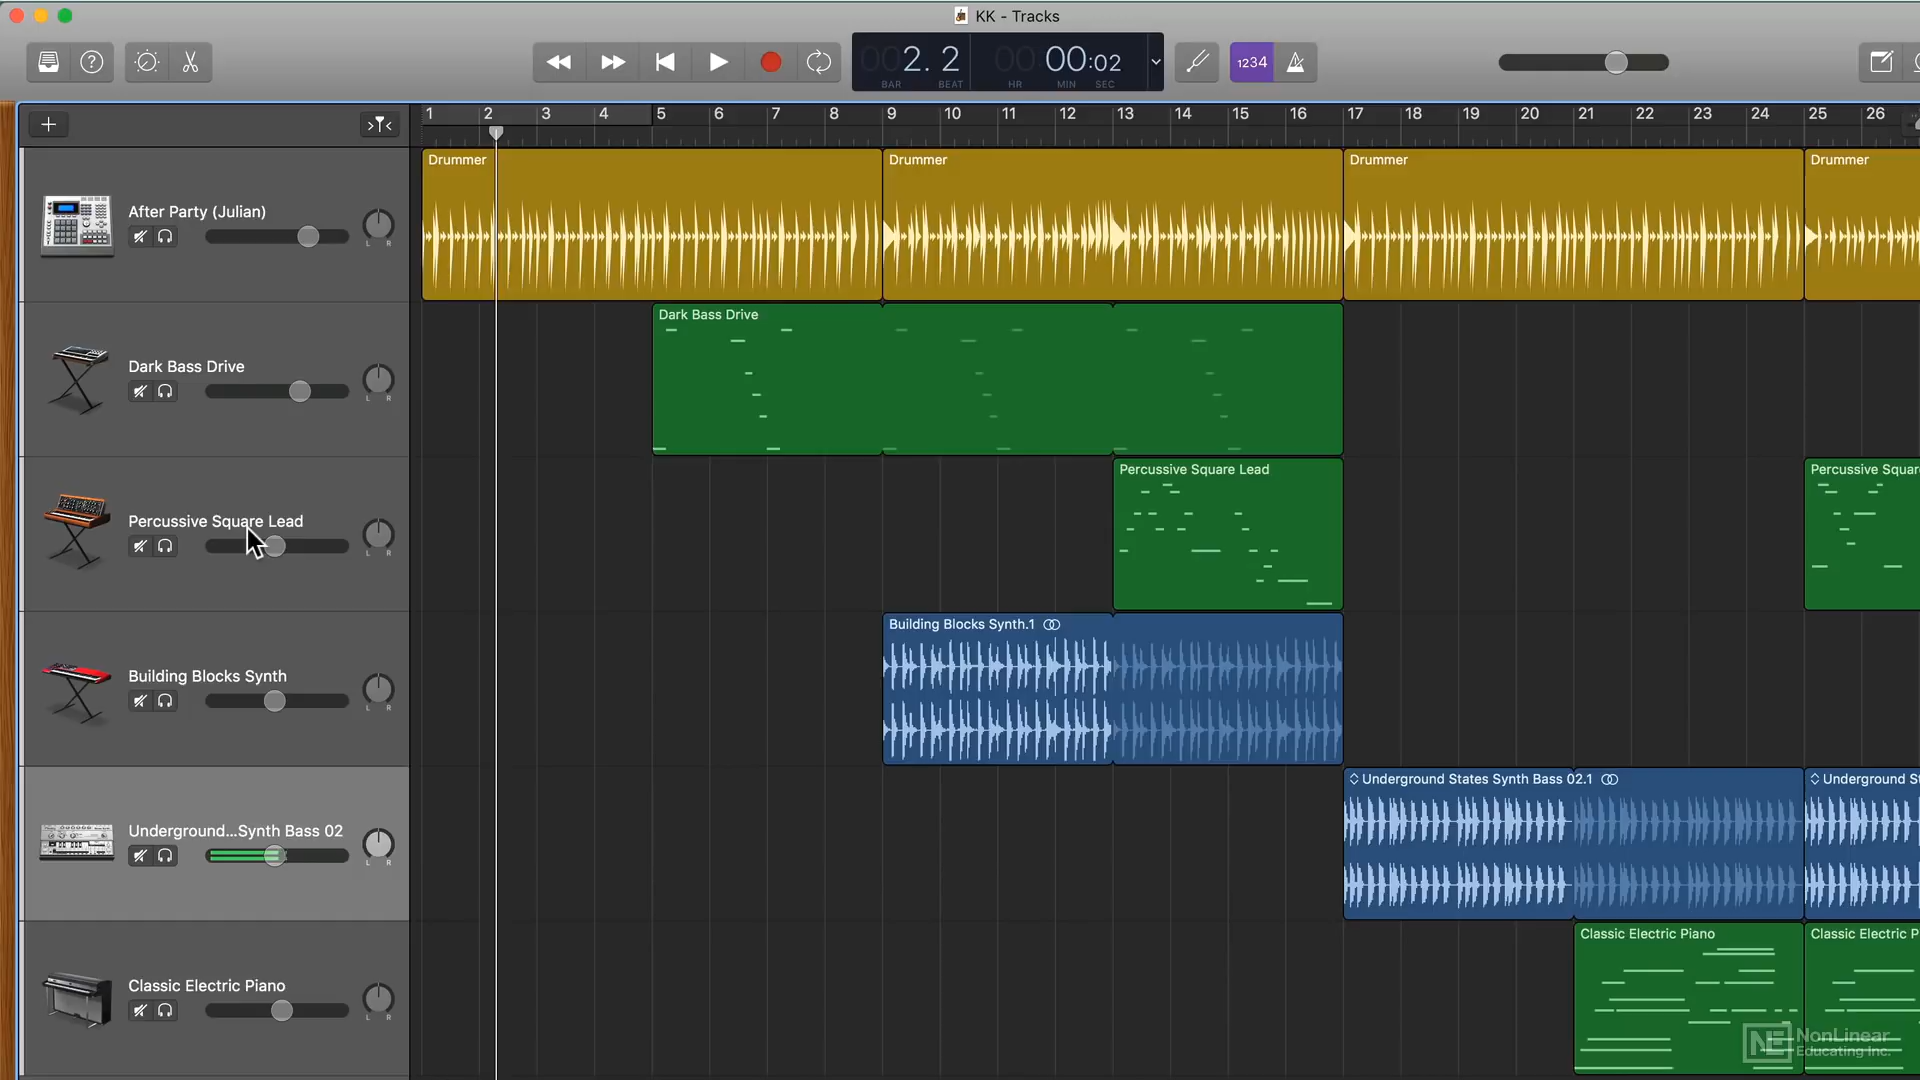 KK - Tracks
002. 2
00 00:02
1234
BAR BEAT HR MIN SEC
1 2 3 4 5 6 7 8 9 10 11 12 13 14 15 16 17 18 19 20 21 22 23 24 25 26
Drummer Drummer Drummer Drummer
After Party (Julian)
L R
Dark Bass Drive
Dark Bass Drive
L R
Percussive Square Lead Percussive Squar
Percussive Square Lead
L R
Building Blocks Synth.1
Building Blocks Synth
L R
Underground States Synth Bass 02.1 Underground St
Underground...Synth Bass 02
L R
Classic Electric Piano Classic Electric P
Classic Electric Piano
L R
NE NonLinear
Educating Inc.